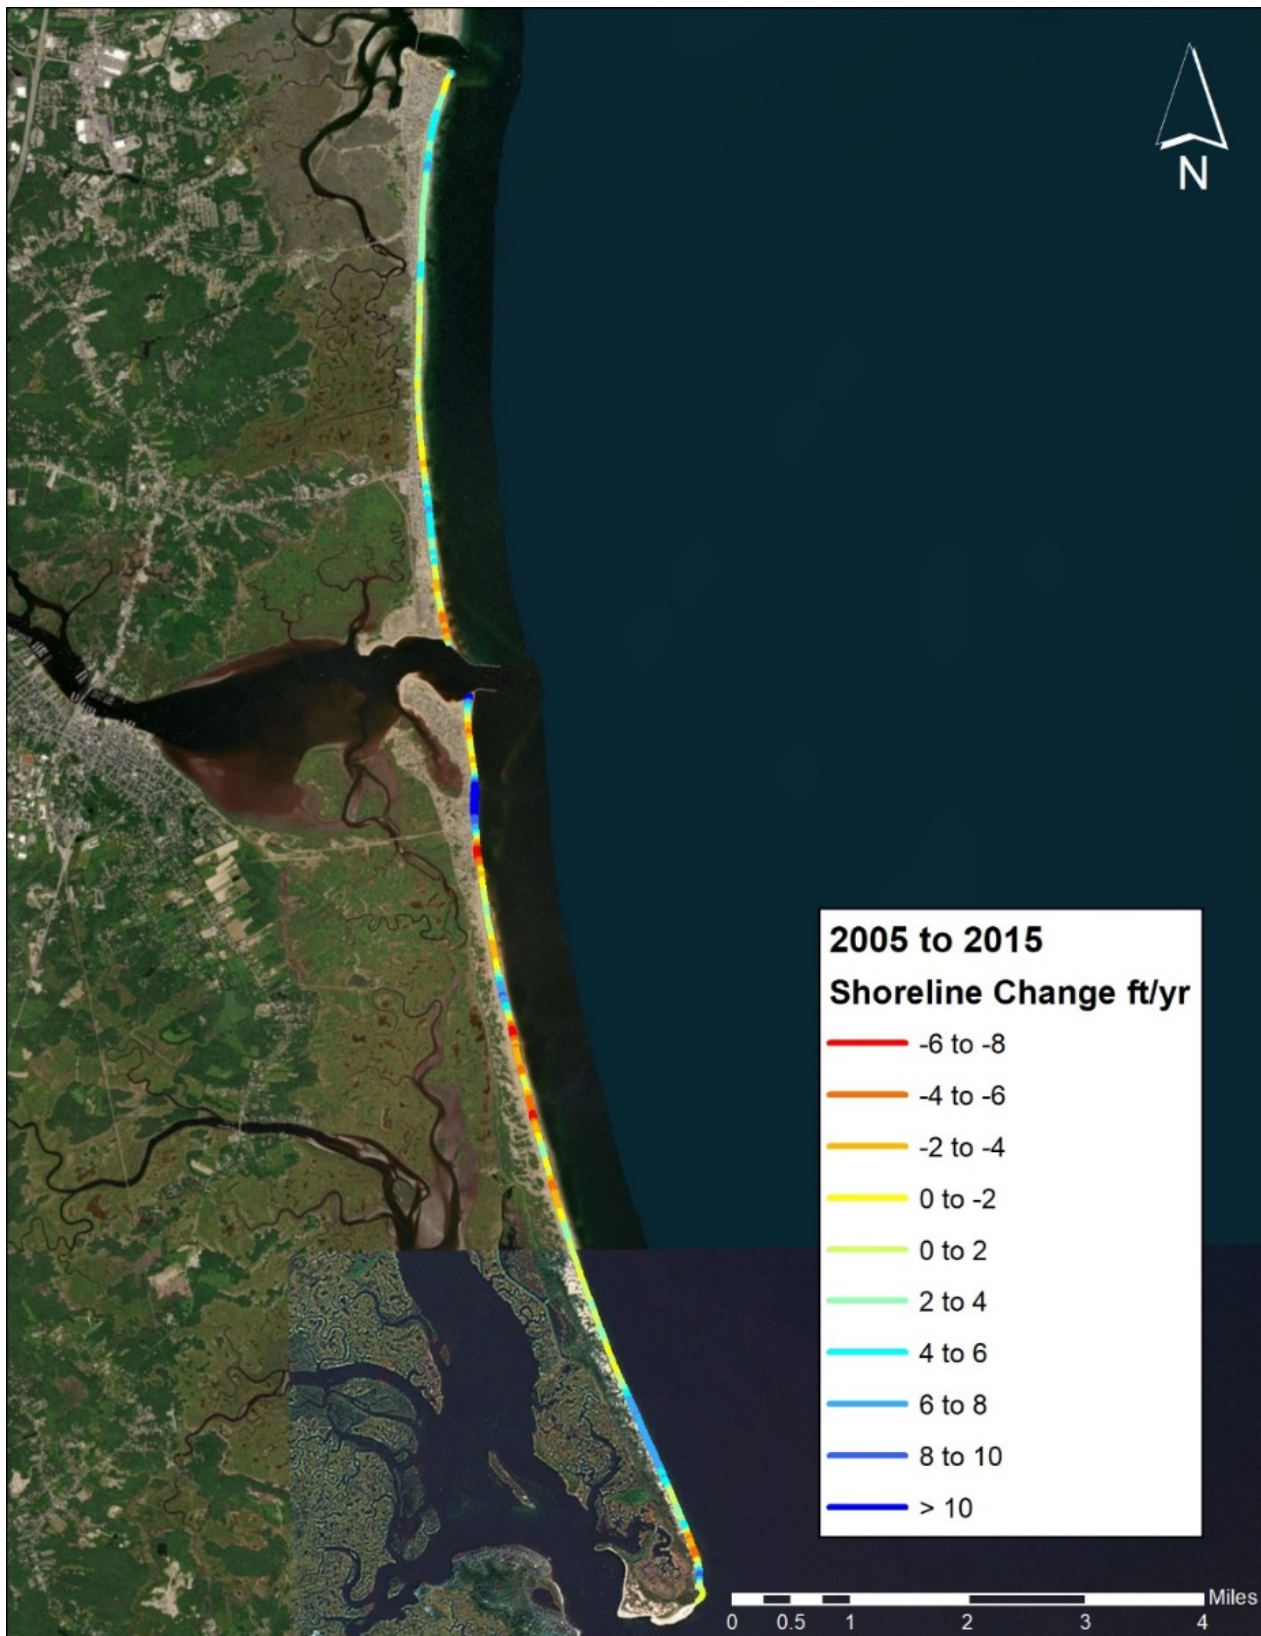 N
2005 to 2015
Shoreline Change ft/yr
-6 to -8
-4 to -6
-2 to -4
0 to -2
0 to 2
2 to 4
4 to 6
6 to 8
8 to 10
> 10
Miles
0 0.5 1 2 3 4